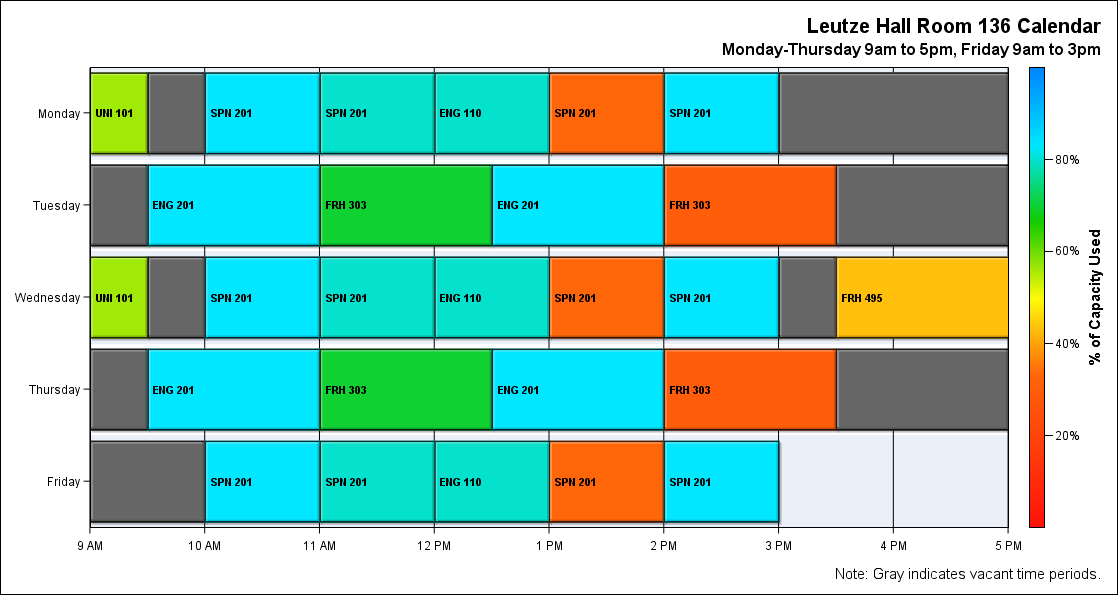 Leutze Hall Room 136 Calendar
Monday-Thursday 9am to 5pm, Friday 9am to 3pm
Monday
UNI 101
SPN 201
SPN 201
ENG 110
SPN 201
SPN 201
Tuesday
ENG 201
FRH 303
ENG 201
FRH 303
Wednesday
UNI 101
SPN 201
SPN 201
ENG 110
SPN 201
SPN 201
FRH 495
Thursday
ENG 201
FRH 303
ENG 201
FRH 303
Friday
SPN 201
SPN 201
ENG 110
SPN 201
SPN 201
9 AM
10 AM
11 AM
12 PM
1 PM
2 PM
3 PM
4 PM
5 PM
80%
60%
40%
20%
% of Capacity Used
Note: Gray indicates vacant time periods.